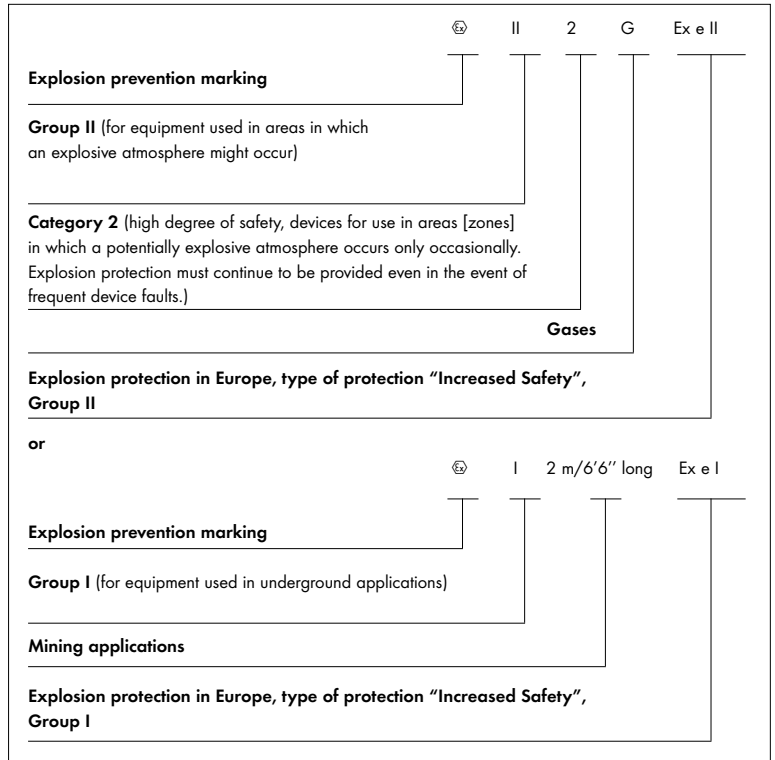 Ex II 2 G Ex e II
Explosion prevention marking
Group II (for equipment used in areas in which
an explosive atmosphere might occur)
Category 2 (high degree of safety, devices for use in areas [zones]
in which a potentially explosive atmosphere occurs only occasionally.
Explosion protection must continue to be provided even in the event of
frequent device faults.)
Gases
Explosion protection in Europe, type of protection “Increased Safety”,
Group II
or
Ex I 2 m/6’6’’ long Ex e I
Explosion prevention marking
Group I (for equipment used in underground applications)
Mining applications
Explosion protection in Europe, type of protection “Increased Safety”,
Group I